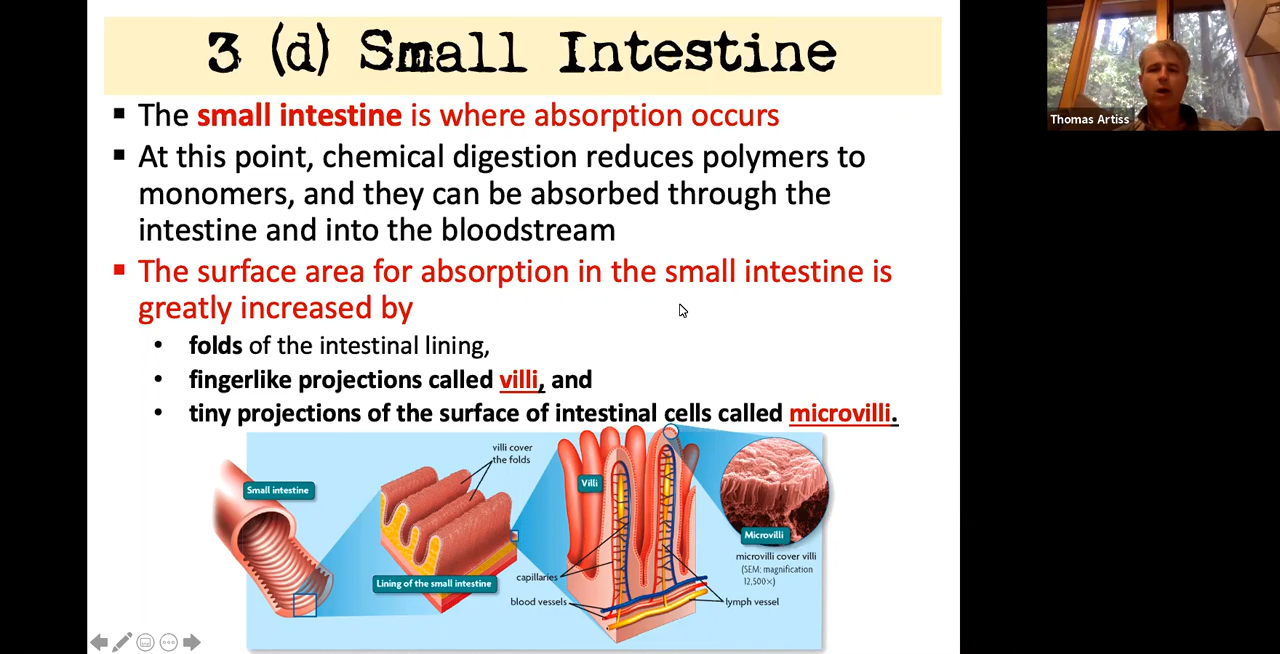 3 (d) Small Intestine
Thomas Artiss
▪ The small intestine is where absorption occurs
▪ At this point, chemical digestion reduces polymers to
monomers, and they can be absorbed through the
intestine and into the bloodstream
▪ The surface area for absorption in the small intestine is
greatly increased by
• folds of the intestinal lining,
• fingerlike projections called villi, and
• tiny projections of the surface of intestinal cells called microvilli.
villi cover
the folds
Small intestine
Lining of the small intestine
Villi
capillaries
blood vessels
lymph vessel
Microvilli
microvilli cover villi
(SEM; magnification
12,500×)